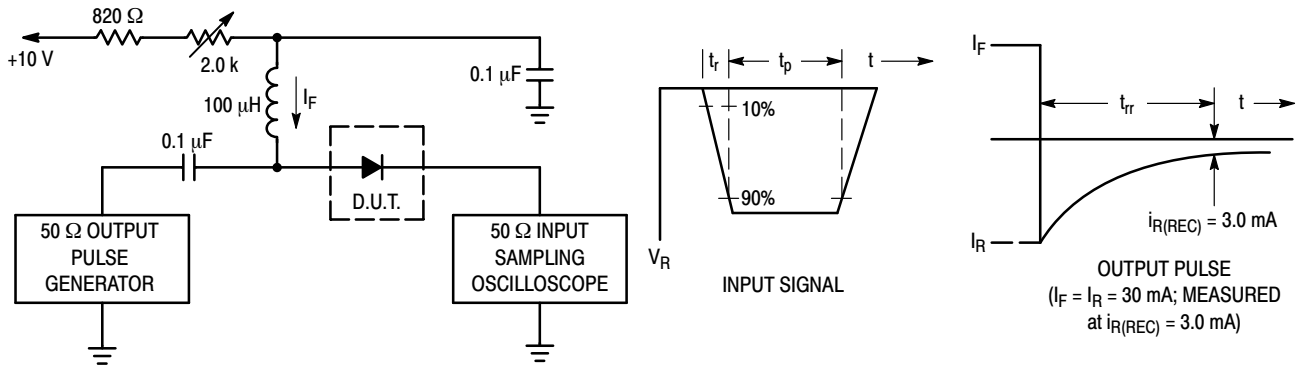 820 Ω
+10 V
2.0 k
100 μH
I_F
0.1 μF
0.1 μF
D.U.T.
50 Ω OUTPUT
PULSE
GENERATOR
50 Ω INPUT
SAMPLING
OSCILLOSCOPE
t_r
t_p
t
10%
90%
V_R
INPUT SIGNAL
I_F
t_rr
t
i_R(REC) = 3.0 mA
I_R
OUTPUT PULSE
(I_F = I_R = 30 mA; MEASURED
at i_R(REC) = 3.0 mA)